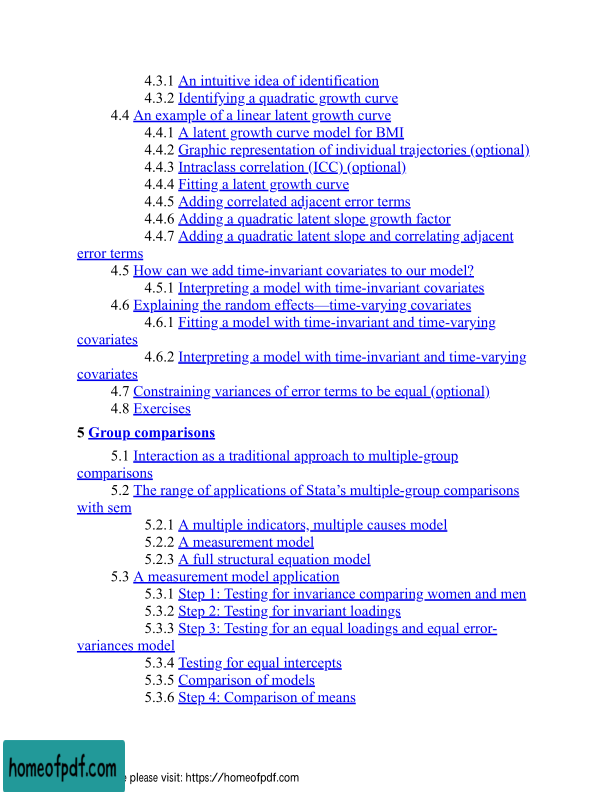 4.3.1 An intuitive idea of identification
4.3.2 Identifying a quadratic growth curve
4.4 An example of a linear latent growth curve
4.4.1 A latent growth curve model for BMI
4.4.2 Graphic representation of individual trajectories (optional)
4.4.3 Intraclass correlation (ICC) (optional)
4.4.4 Fitting a latent growth curve
4.4.5 Adding correlated adjacent error terms
4.4.6 Adding a quadratic latent slope growth factor
4.4.7 Adding a quadratic latent slope and correlating adjacent
error terms
4.5 How can we add time-invariant covariates to our model?
4.5.1 Interpreting a model with time-invariant covariates
4.6 Explaining the random effects—time-varying covariates
4.6.1 Fitting a model with time-invariant and time-varying
covariates
4.6.2 Interpreting a model with time-invariant and time-varying
covariates
4.7 Constraining variances of error terms to be equal (optional)
4.8 Exercises
5 Group comparisons
5.1 Interaction as a traditional approach to multiple-group
comparisons
5.2 The range of applications of Stata’s multiple-group comparisons
with sem
5.2.1 A multiple indicators, multiple causes model
5.2.2 A measurement model
5.2.3 A full structural equation model
5.3 A measurement model application
5.3.1 Step 1: Testing for invariance comparing women and men
5.3.2 Step 2: Testing for invariant loadings
5.3.3 Step 3: Testing for an equal loadings and equal error-
variances model
5.3.4 Testing for equal intercepts
5.3.5 Comparison of models
5.3.6 Step 4: Comparison of means
homeofpdf.com
please visit: https://homeofpdf.com